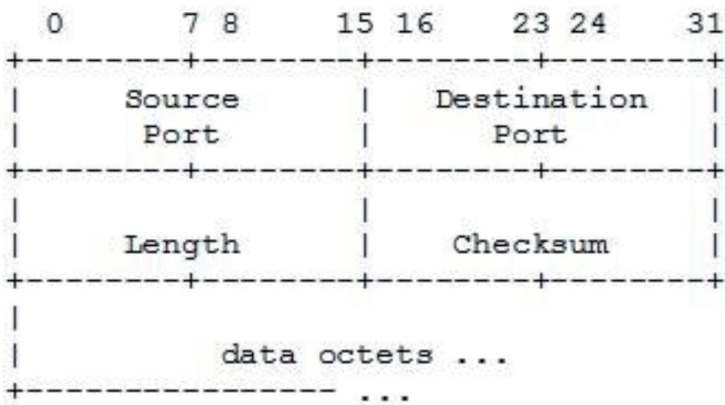 0 7 8 15 16 23 24 31
+--------+--------+--------+--------+
| Source | Destination |
| Port | Port |
+--------+--------+--------+--------+
| | |
| Length | Checksum |
+--------+--------+--------+--------+
|
| data octets ...
+---------------- ...